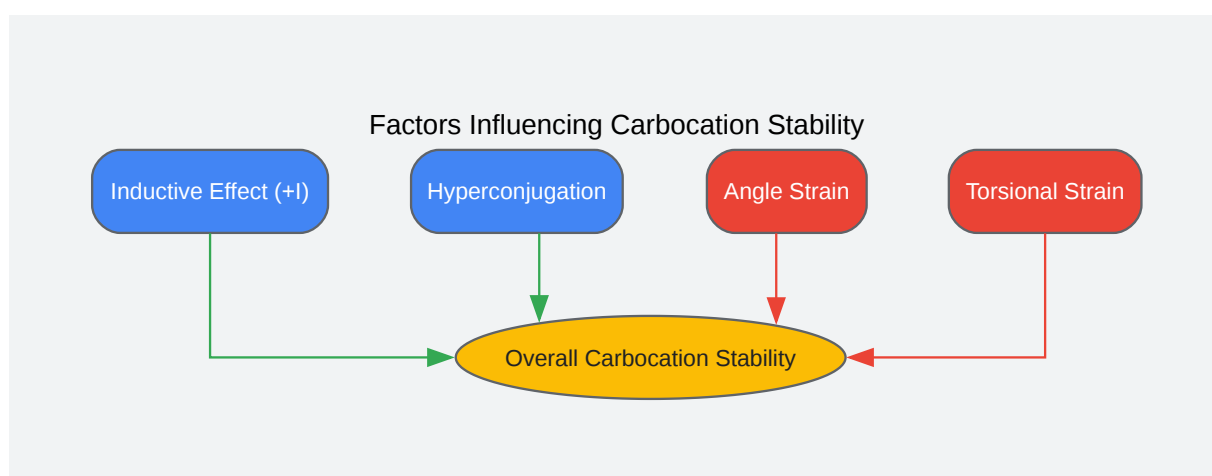 Factors Influencing Carbocation Stability
Inductive Effect (+I)
Hyperconjugation
Angle Strain
Torsional Strain
Overall Carbocation Stability